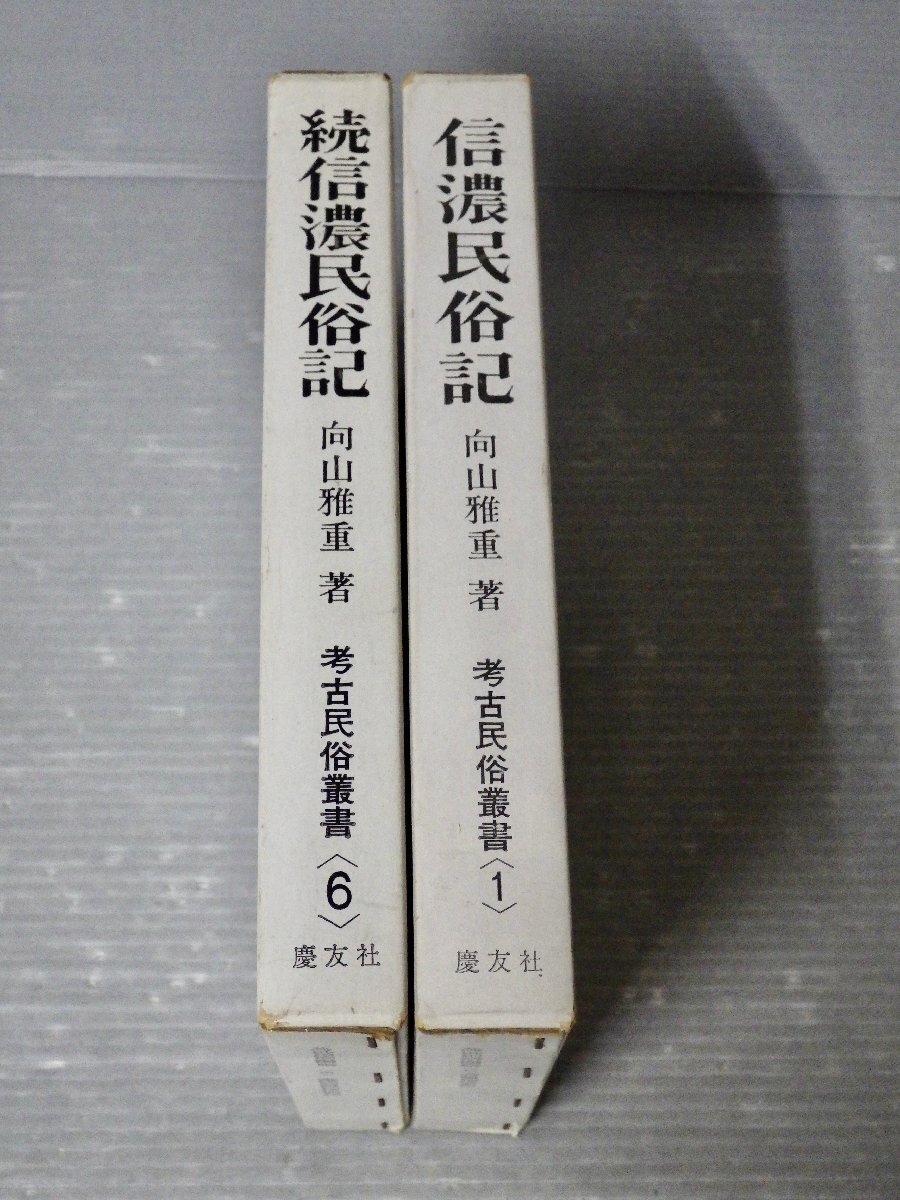 信濃民俗記
向山雅重 著
考古民俗叢書〈1〉
慶友社
続信濃民俗記
向山雅重 著
考古民俗叢書〈6〉
慶友社